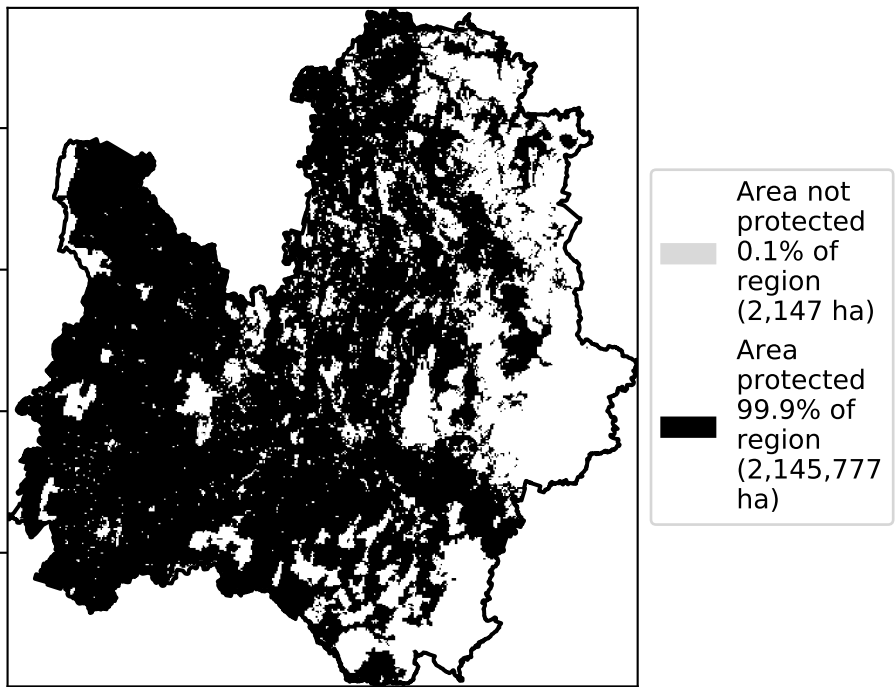 Area not
protected
0.1% of
region
(2,147 ha)
Area
protected
99.9% of
region
(2,145,777
ha)